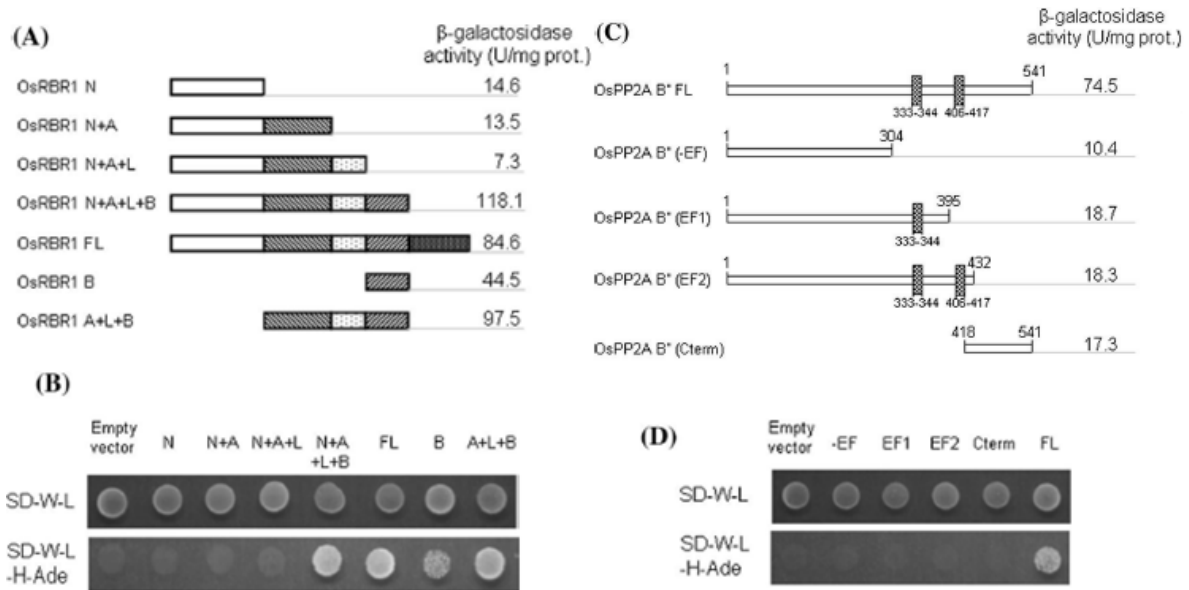 (A)
β-galactosidase
activity (U/mg prot.)
OsRBR1 N 14.6
OsRBR1 N+A 13.5
OsRBR1 N+A+L 7.3
OsRBR1 N+A+L+B 118.1
OsRBR1 FL 84.6
OsRBR1 B 44.5
OsRBR1 A+L+B 97.5
(B)
Empty
vector N N+A N+A+L N+A
+L+B FL B A+L+B
SD-W-L
SD-W-L
-H-Ade
(C)
β-galactosidase
activity (U/mg prot.)
1 541
OsPP2A B" FL 74.5
333-344 406-417
1 304
OsPP2A B" (-EF) 10.4
1 395
OsPP2A B" (EF1) 18.7
333-344
1 432
OsPP2A B" (EF2) 18.3
333-344 406-417
418 541
OsPP2A B" (Cterm) 17.3
(D)
Empty
vector -EF EF1 EF2 Cterm FL
SD-W-L
SD-W-L
-H-Ade